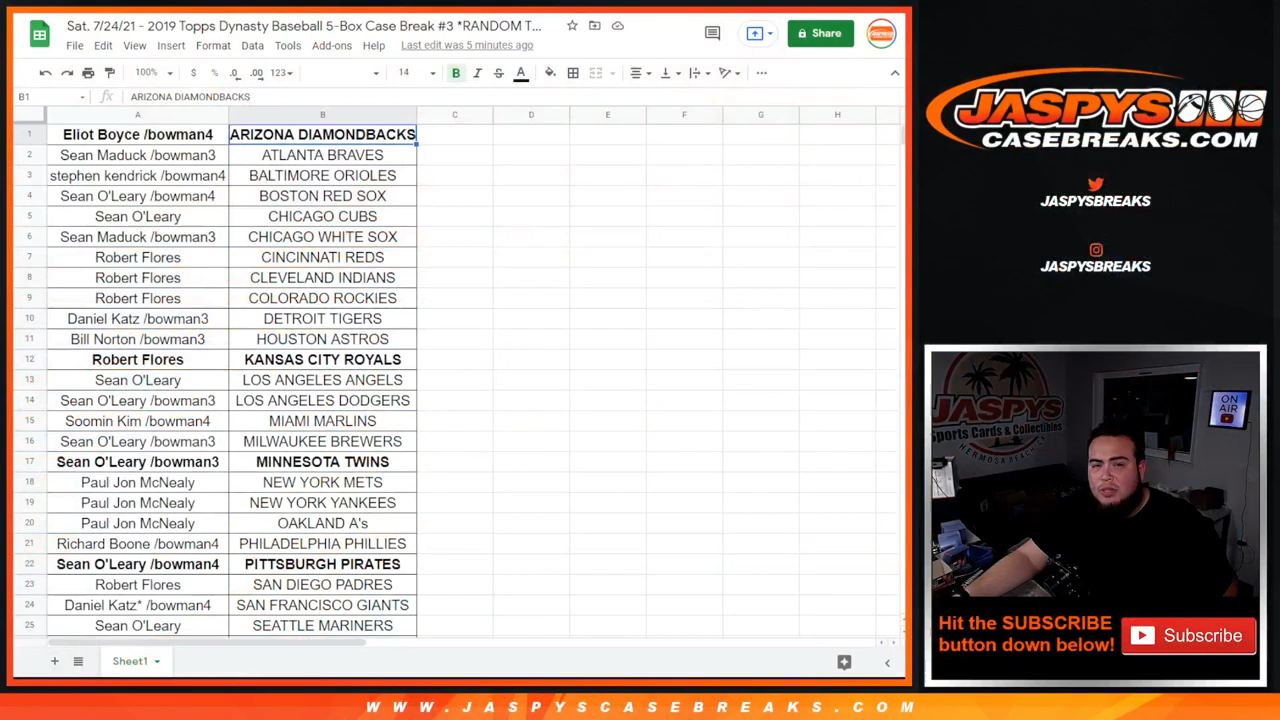 Sat. 7/24/21 - 2019 Topps Dynasty Baseball 5-Box Case Break #3 *RANDOM T...
File Edit View Insert Format Data Tools Add-ons Help Last edit was 5 minutes ago
Share
100% $ % .0 .00 123 14 B I S A
B1 fx ARIZONA DIAMONDBACKS
A B C D E F G H
1 Eliot Boyce /bowman4 ARIZONA DIAMONDBACKS
2 Sean Maduck /bowman3 ATLANTA BRAVES
3 stephen kendrick /bowman4 BALTIMORE ORIOLES
4 Sean O'Leary /bowman4 BOSTON RED SOX
5 Sean O'Leary CHICAGO CUBS
6 Sean Maduck /bowman3 CHICAGO WHITE SOX
7 Robert Flores CINCINNATI REDS
8 Robert Flores CLEVELAND INDIANS
9 Robert Flores COLORADO ROCKIES
10 Daniel Katz /bowman3 DETROIT TIGERS
11 Bill Norton /bowman3 HOUSTON ASTROS
12 Robert Flores KANSAS CITY ROYALS
13 Sean O'Leary LOS ANGELES ANGELS
14 Sean O'Leary /bowman3 LOS ANGELES DODGERS
15 Soomin Kim /bowman4 MIAMI MARLINS
16 Sean O'Leary /bowman3 MILWAUKEE BREWERS
17 Sean O'Leary /bowman3 MINNESOTA TWINS
18 Paul Jon McNealy NEW YORK METS
19 Paul Jon McNealy NEW YORK YANKEES
20 Paul Jon McNealy OAKLAND A's
21 Richard Boone /bowman4 PHILADELPHIA PHILLIES
22 Sean O'Leary /bowman4 PITTSBURGH PIRATES
23 Robert Flores SAN DIEGO PADRES
24 Daniel Katz* /bowman4 SAN FRANCISCO GIANTS
25 Sean O'Leary SEATTLE MARINERS
Sheet1
JASPYS
CASEBREAKS.COM
JASPYSBREAKS
JASPYSBREAKS
JASPYS
Sports Cards & Collectibles
HERMOSA BEACH
ON AIR
Hit the SUBSCRIBE
button down below!
Subscribe
WWW.JASPYSCASEBREAKS.COM